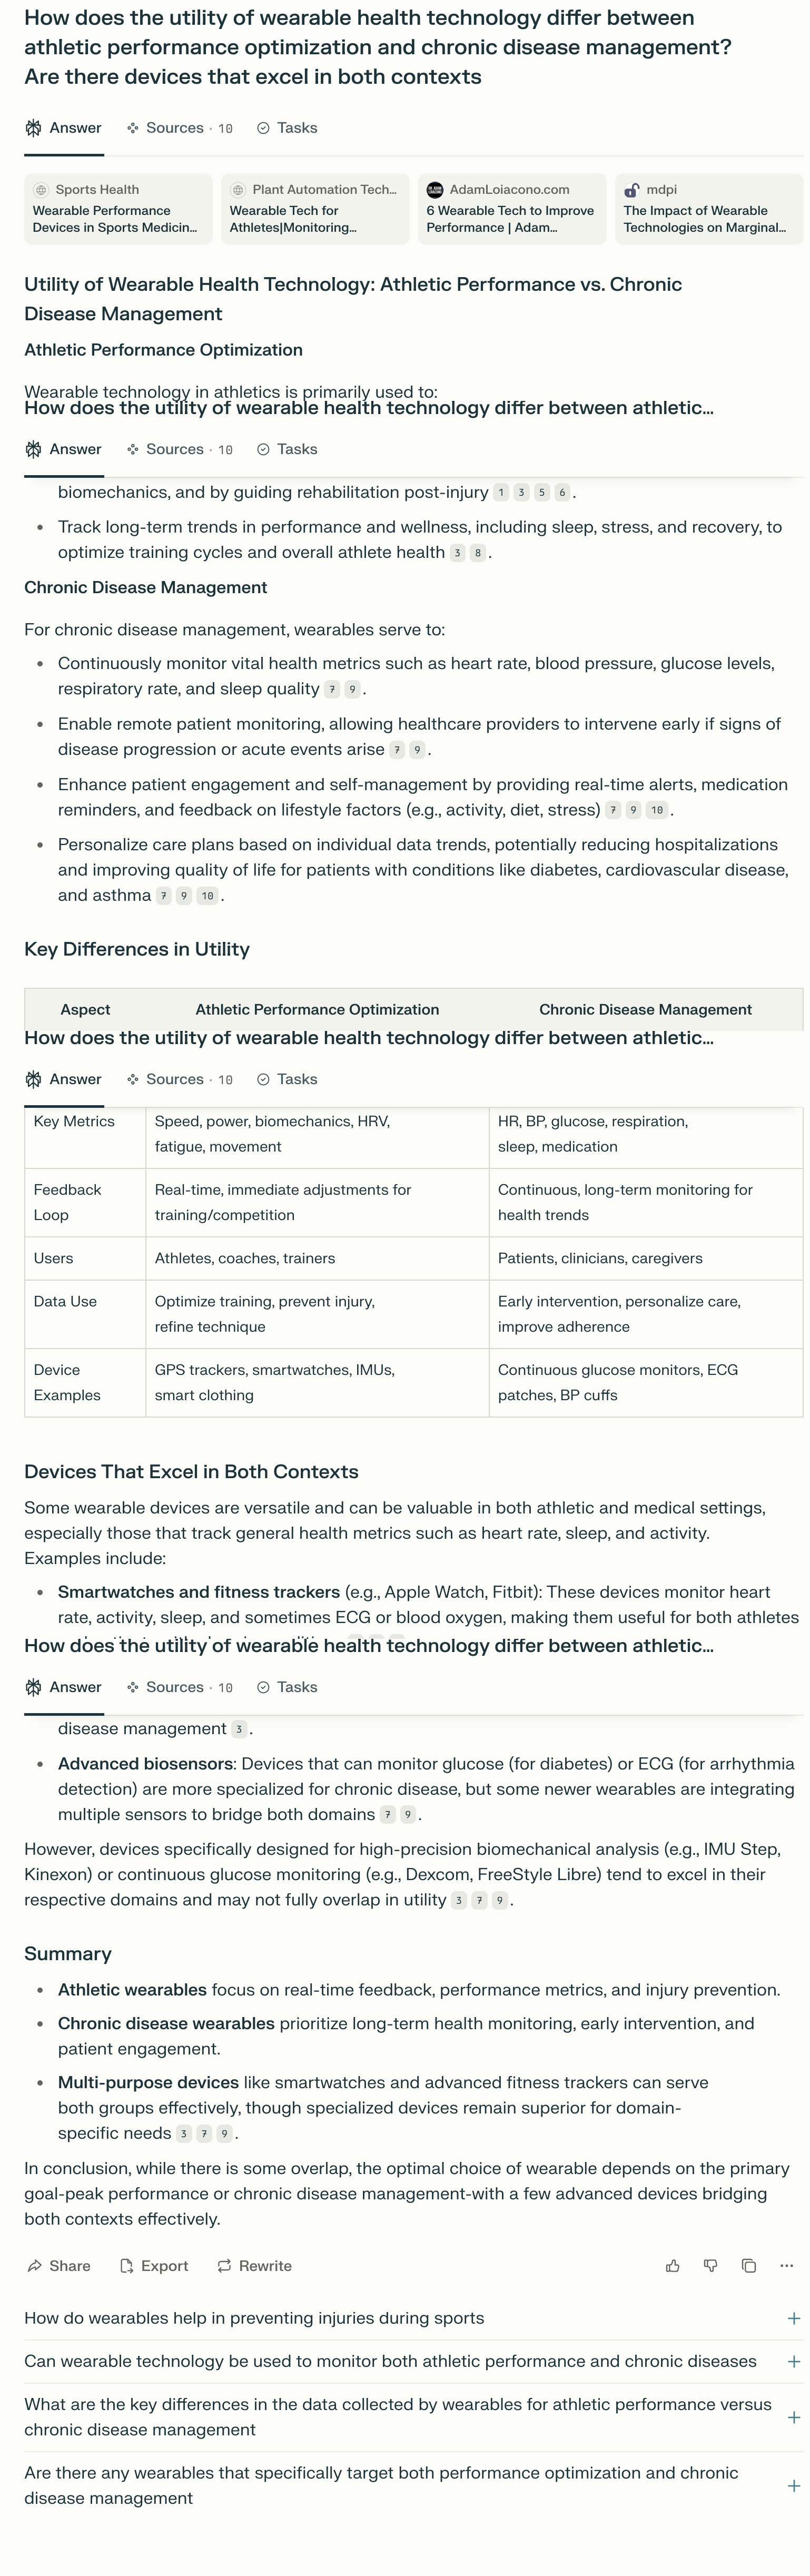 How does the utility of wearable health technology differ between
athletic performance optimization and chronic disease management?
Are there devices that excel in both contexts
Answer Sources · 10 Tasks
Sports Health Plant Automation Tech... AdamLoiacono.com mdpi
Wearable Performance Wearable Tech for 6 Wearable Tech to Improve The Impact of Wearable
Devices in Sports Medicin... Athletes|Monitoring... Performance | Adam... Technologies on Marginal...
Utility of Wearable Health Technology: Athletic Performance vs. Chronic
Disease Management
Athletic Performance Optimization
Wearable technology in athletics is primarily used to:
How does the utility of wearable health technology differ between athletic...
Answer Sources · 10 Tasks
biomechanics, and by guiding rehabilitation post-injury 1 3 5 6 .
• Track long-term trends in performance and wellness, including sleep, stress, and recovery, to
optimize training cycles and overall athlete health 3 8 .
Chronic Disease Management
For chronic disease management, wearables serve to:
• Continuously monitor vital health metrics such as heart rate, blood pressure, glucose levels,
respiratory rate, and sleep quality 7 9 .
• Enable remote patient monitoring, allowing healthcare providers to intervene early if signs of
disease progression or acute events arise 7 9 .
• Enhance patient engagement and self-management by providing real-time alerts, medication
reminders, and feedback on lifestyle factors (e.g., activity, diet, stress) 7 9 10 .
• Personalize care plans based on individual data trends, potentially reducing hospitalizations
and improving quality of life for patients with conditions like diabetes, cardiovascular disease,
and asthma 7 9 10 .
Key Differences in Utility
Aspect Athletic Performance Optimization Chronic Disease Management
How does the utility of wearable health technology differ between athletic...
Answer Sources · 10 Tasks
Key Metrics Speed, power, biomechanics, HRV, HR, BP, glucose, respiration,
fatigue, movement sleep, medication
Feedback Real-time, immediate adjustments for Continuous, long-term monitoring for
Loop training/competition health trends
Users Athletes, coaches, trainers Patients, clinicians, caregivers
Data Use Optimize training, prevent injury, Early intervention, personalize care,
refine technique improve adherence
Device GPS trackers, smartwatches, IMUs, Continuous glucose monitors, ECG
Examples smart clothing patches, BP cuffs
Devices That Excel in Both Contexts
Some wearable devices are versatile and can be valuable in both athletic and medical settings,
especially those that track general health metrics such as heart rate, sleep, and activity.
Examples include:
• Smartwatches and fitness trackers (e.g., Apple Watch, Fitbit): These devices monitor heart
rate, activity, sleep, and sometimes ECG or blood oxygen, making them useful for both athletes
How does the utility of wearable health technology differ between athletic...
Answer Sources · 10 Tasks
disease management 3 .
• Advanced biosensors: Devices that can monitor glucose (for diabetes) or ECG (for arrhythmia
detection) are more specialized for chronic disease, but some newer wearables are integrating
multiple sensors to bridge both domains 7 9 .
However, devices specifically designed for high-precision biomechanical analysis (e.g., IMU Step,
Kinexon) or continuous glucose monitoring (e.g., Dexcom, FreeStyle Libre) tend to excel in their
respective domains and may not fully overlap in utility 3 7 9 .
Summary
• Athletic wearables focus on real-time feedback, performance metrics, and injury prevention.
• Chronic disease wearables prioritize long-term health monitoring, early intervention, and
patient engagement.
• Multi-purpose devices like smartwatches and advanced fitness trackers can serve
both groups effectively, though specialized devices remain superior for domain-
specific needs 3 7 9 .
In conclusion, while there is some overlap, the optimal choice of wearable depends on the primary
goal-peak performance or chronic disease management-with a few advanced devices bridging
both contexts effectively.
Share Export Rewrite
How do wearables help in preventing injuries during sports
Can wearable technology be used to monitor both athletic performance and chronic diseases
What are the key differences in the data collected by wearables for athletic performance versus
chronic disease management
Are there any wearables that specifically target both performance optimization and chronic
disease management